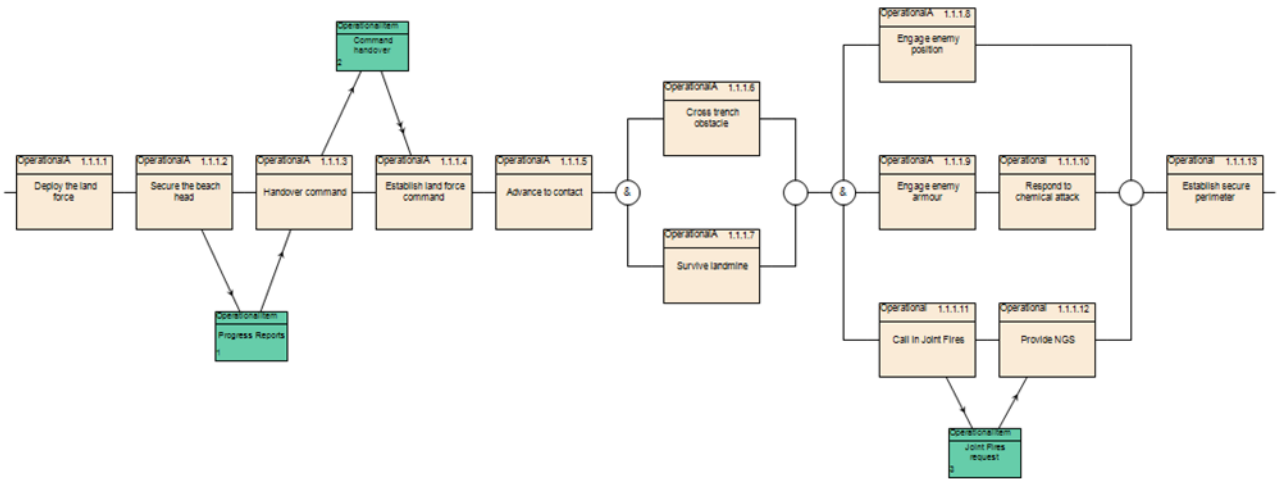 OperationalItem
Command
handover
2
OperationalA 1.1.1.8
Engage enemy
position
OperationalA 1.1.1.6
Cross trench
obstacle
OperationalA 1.1.1.1
Deploy the land
force
OperationalA 1.1.1.2
Secure the beach
head
OperationalA 1.1.1.3
Handover command
OperationalA 1.1.1.4
Establish land force
command
OperationalA 1.1.1.5
Advance to contact
&
&
OperationalA 1.1.1.9
Engage enemy
armour
Operational 1.1.1.10
Respond to
chemical attack
Operational 1.1.1.13
Establish secure
perimeter
OperationalA 1.1.1.7
Survive landmine
OperationalItem
Progress Reports
1
Operational 1.1.1.11
Call in Joint Fires
Operational 1.1.1.12
Provide NGS
OperationalItem
Joint Fires
request
3